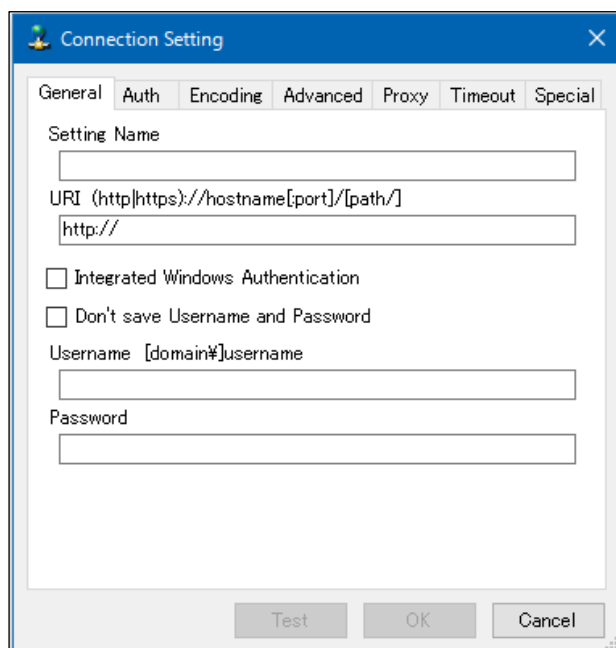 Connection Setting
General Auth Encoding Advanced Proxy Timeout Special
Setting Name
URI (http|https)://hostname[:port]/[path/]
http://
Integrated Windows Authentication
Don't save Username and Password
Username [domain¥]username
Password
Test OK Cancel